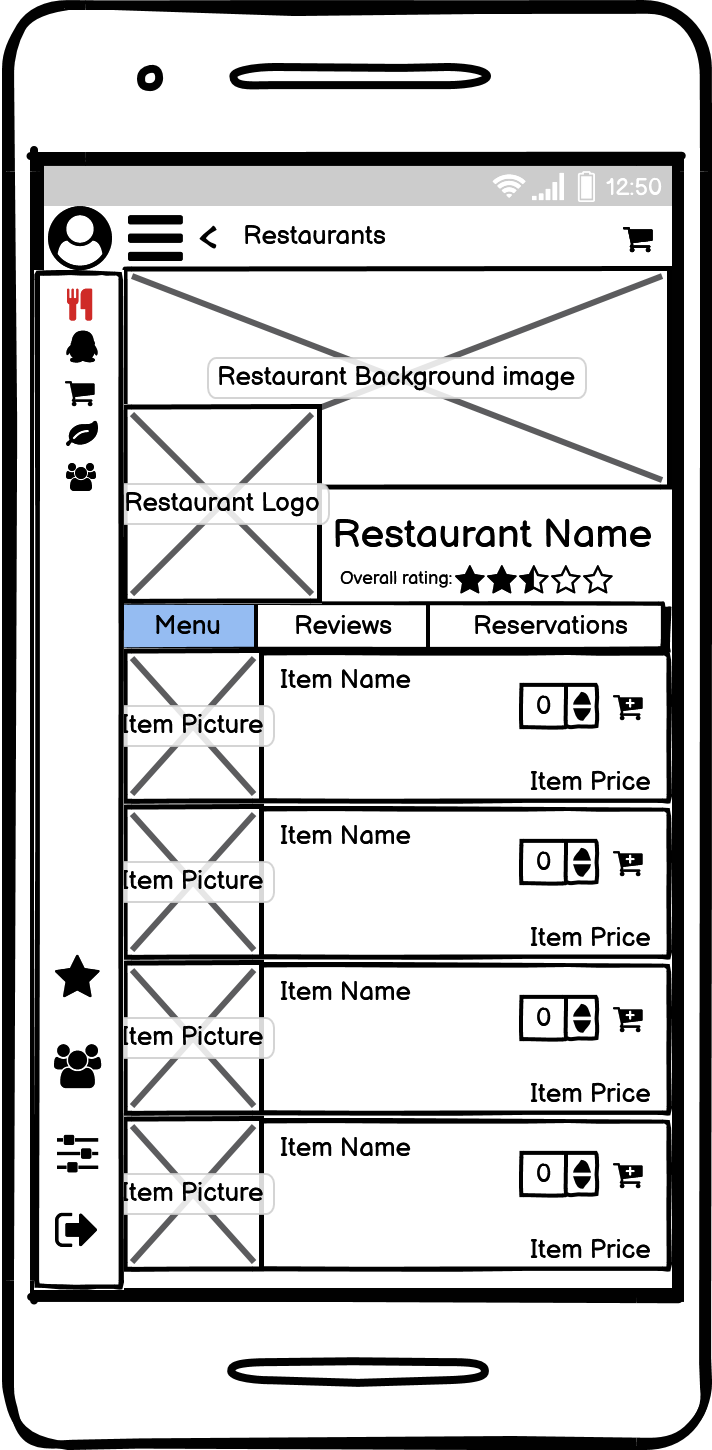 12:50
Restaurants
Restaurant Background image
Restaurant Logo
Restaurant Name
Overall rating:
Menu Reviews Reservations
Item Name
0
Item Picture
Item Price
Item Name
0
Item Picture
Item Price
Item Name
0
Item Picture
Item Price
Item Name
0
Item Picture
Item Price